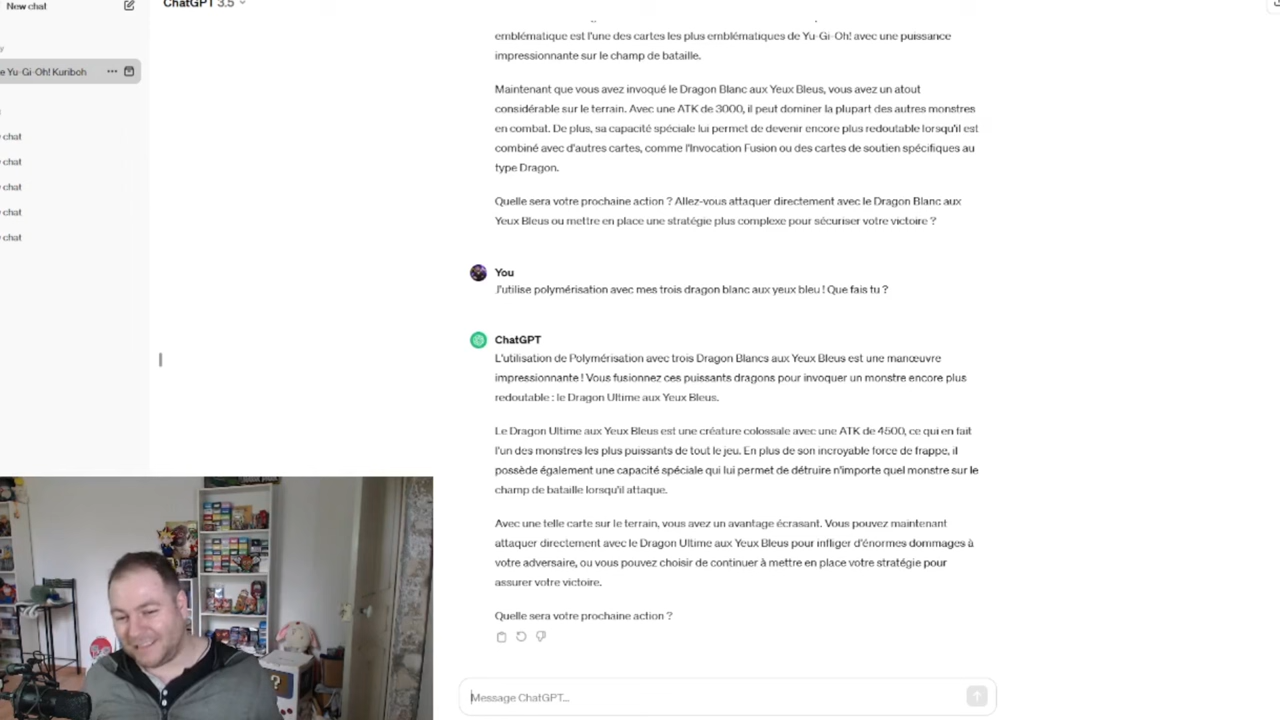 New chat
ChatGPT 3.5
e Yu-Gi-Oh! Kuriboh
chat
chat
chat
chat
chat
emblématique est l'une des cartes les plus emblématiques de Yu-Gi-Oh! avec une puissance
impressionnante sur le champ de bataille.
Maintenant que vous avez invoqué le Dragon Blanc aux Yeux Bleus, vous avez un atout
considérable sur le terrain. Avec une ATK de 3000, il peut dominer la plupart des autres monstres
en combat. De plus, sa capacité spéciale lui permet de devenir encore plus redoutable lorsqu'il est
combiné avec d'autres cartes, comme l'Invocation Fusion ou des cartes de soutien spécifiques au
type Dragon.
Quelle sera votre prochaine action ? Allez-vous attaquer directement avec le Dragon Blanc aux
Yeux Bleus ou mettre en place une stratégie plus complexe pour sécuriser votre victoire ?
You
J'utilise polymérisation avec mes trois dragon blanc aux yeux bleu ! Que fais tu ?
ChatGPT
L'utilisation de Polymérisation avec trois Dragon Blancs aux Yeux Bleus est une manœuvre
impressionnante ! Vous fusionnez ces puissants dragons pour invoquer un monstre encore plus
redoutable : le Dragon Ultime aux Yeux Bleus.
Le Dragon Ultime aux Yeux Bleus est une créature colossale avec une ATK de 4500, ce qui en fait
l'un des monstres les plus puissants de tout le jeu. En plus de son incroyable force de frappe, il
possède également une capacité spéciale qui lui permet de détruire n'importe quel monstre sur le
champ de bataille lorsqu'il attaque.
Avec une telle carte sur le terrain, vous avez un avantage écrasant. Vous pouvez maintenant
attaquer directement avec le Dragon Ultime aux Yeux Bleus pour infliger d'énormes dommages à
votre adversaire, ou vous pouvez choisir de continuer à mettre en place votre stratégie pour
assurer votre victoire.
Quelle sera votre prochaine action ?
Message ChatGPT...